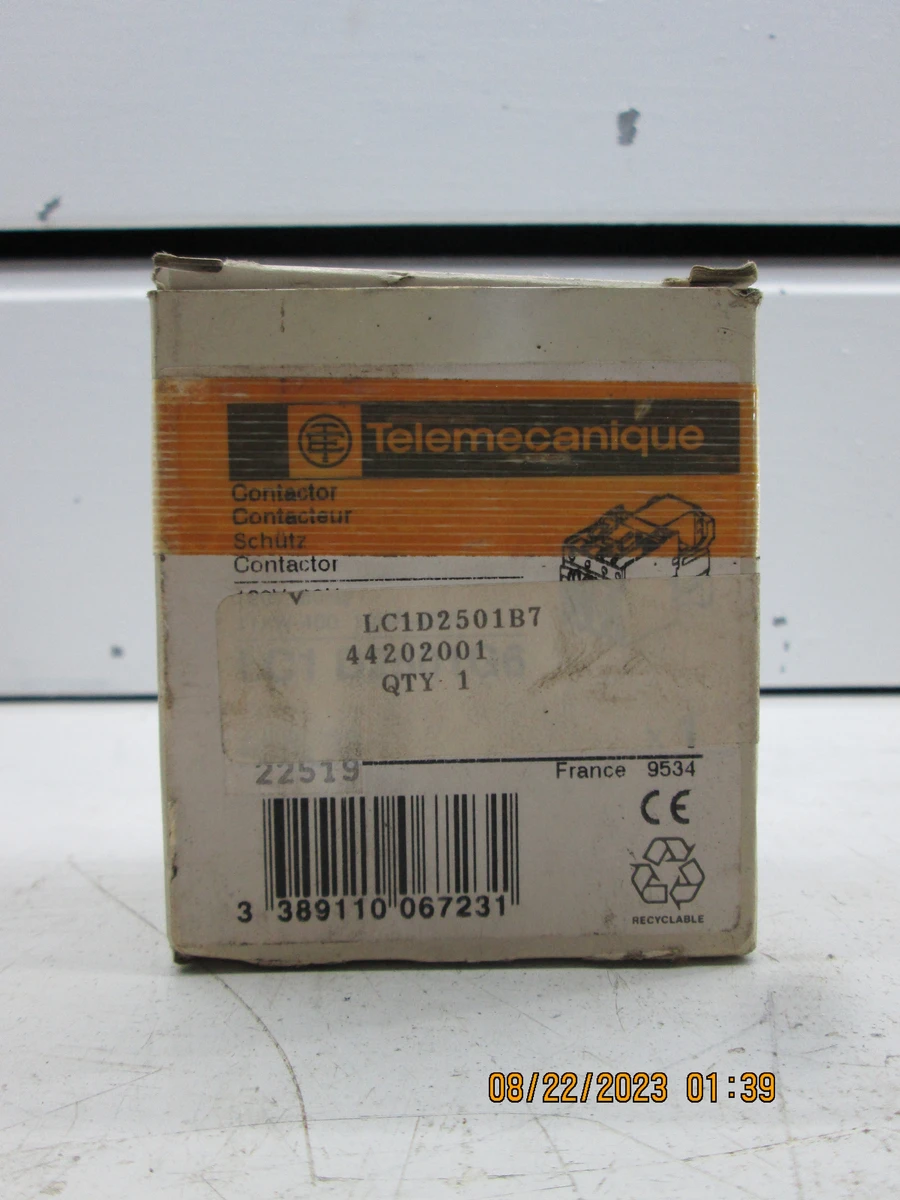 Telemecanique
Contactor
Contacteur
Schütz
Contactor
LC1D2501B7
44202001
QTY 1
22519
France 9534
CE
RECYCLABLE
3 389110 067231
08/22/2023 01:39